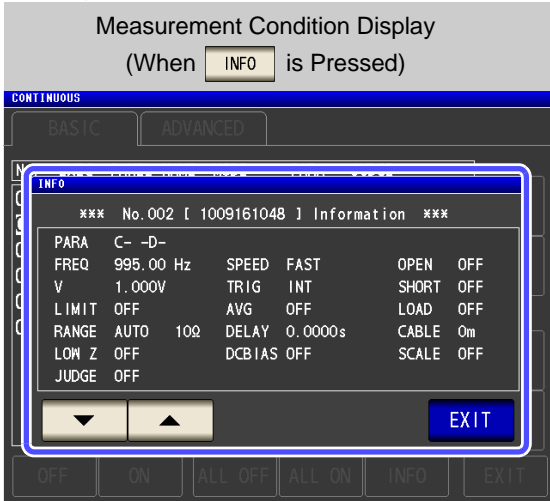 Measurement Condition Display
(When INFO is Pressed)
CONTINUOUS
BASIC ADVANCED
INFO
*** No.002 [ 1009161048 ] Information ***
PARA C- -D-
FREQ 995.00 Hz SPEED FAST OPEN OFF
V 1.000V TRIG INT SHORT OFF
LIMIT OFF AVG OFF LOAD OFF
RANGE AUTO 10Ω DELAY 0.0000s CABLE 0m
LOW Z OFF DCBIAS OFF SCALE OFF
JUDGE OFF
EXIT
OFF ON ALL OFF ALL ON INFO EXIT